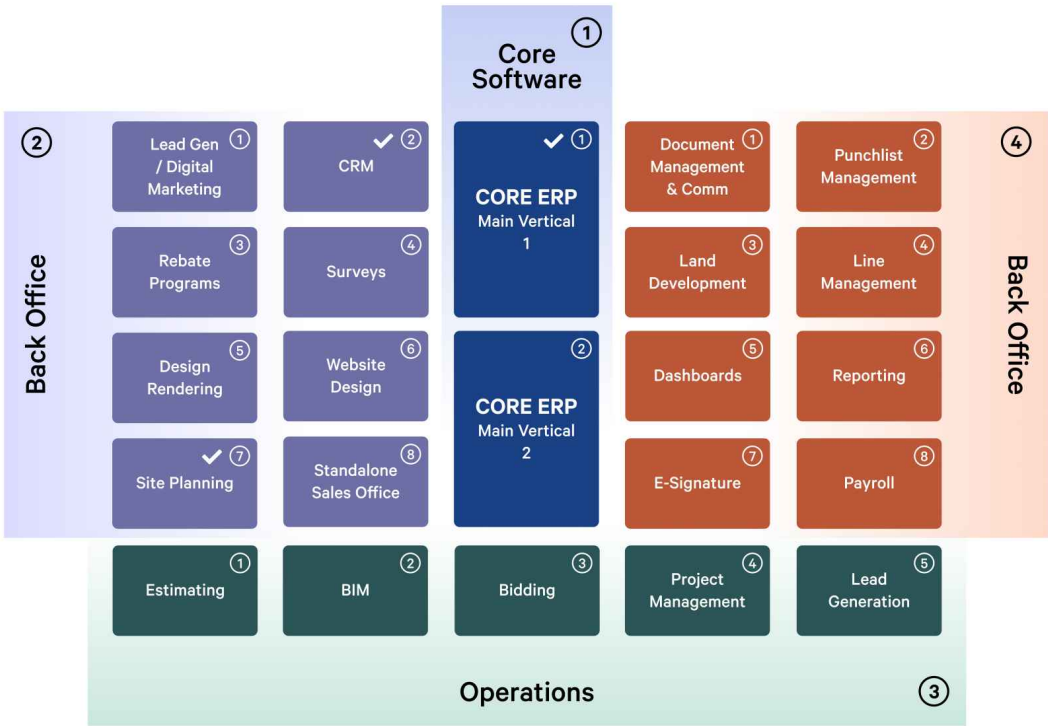 1
Core
Software
2
Back Office
1
Lead Gen
/ Digital
Marketing
2
CRM
3
Rebate
Programs
4
Surveys
5
Design
Rendering
6
Website
Design
7
Site Planning
8
Standalone
Sales Office
1
CORE ERP
Main Vertical
1
2
CORE ERP
Main Vertical
2
4
Back Office
1
Document
Management
& Comm
2
Punchlist
Management
3
Land
Development
4
Line
Management
5
Dashboards
6
Reporting
7
E-Signature
8
Payroll
1
Estimating
2
BIM
3
Bidding
4
Project
Management
5
Lead
Generation
Operations
3